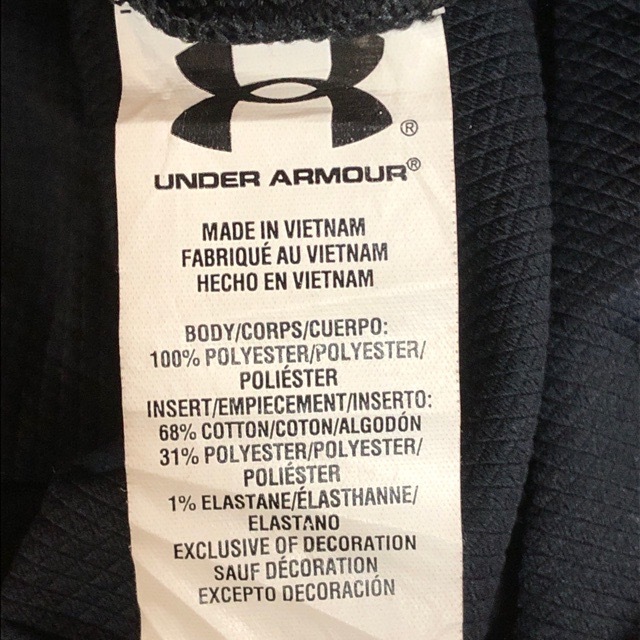 ®
UNDER ARMOUR®
MADE IN VIETNAM
FABRIQUÉ AU VIETNAM
HECHO EN VIETNAM
BODY/CORPS/CUERPO:
100% POLYESTER/POLYESTER/
POLIÉSTER
INSERT/EMPIECEMENT/INSERTO:
68% COTTON/COTON/ALGODÓN
31% POLYESTER/POLYESTER/
POLIÉSTER
1% ELASTANE/ÉLASTHANNE/
ELASTANO
EXCLUSIVE OF DECORATION
SAUF DÉCORATION
EXCEPTO DECORACIÓN